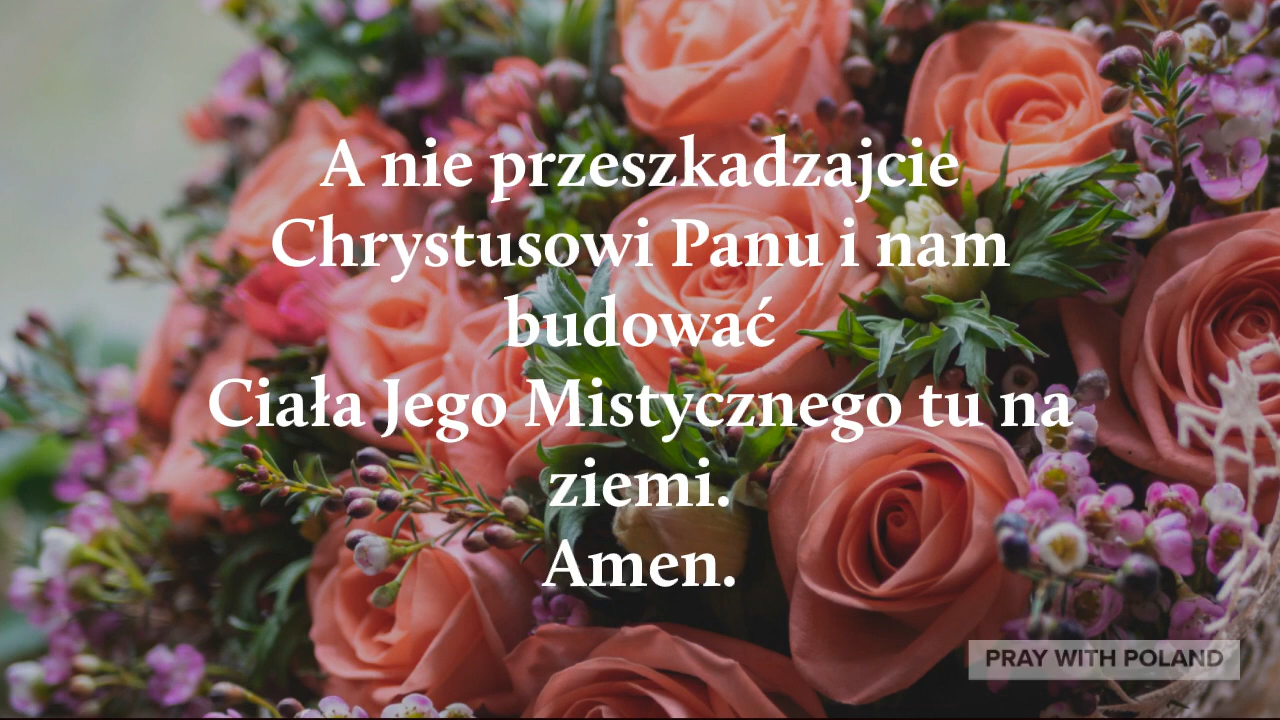 A nie przeszkadzajcie
Chrystusowi Panu i nam
budować
Ciała Jego Mistycznego tu na
ziemi.
Amen.
PRAY WITH POLAND